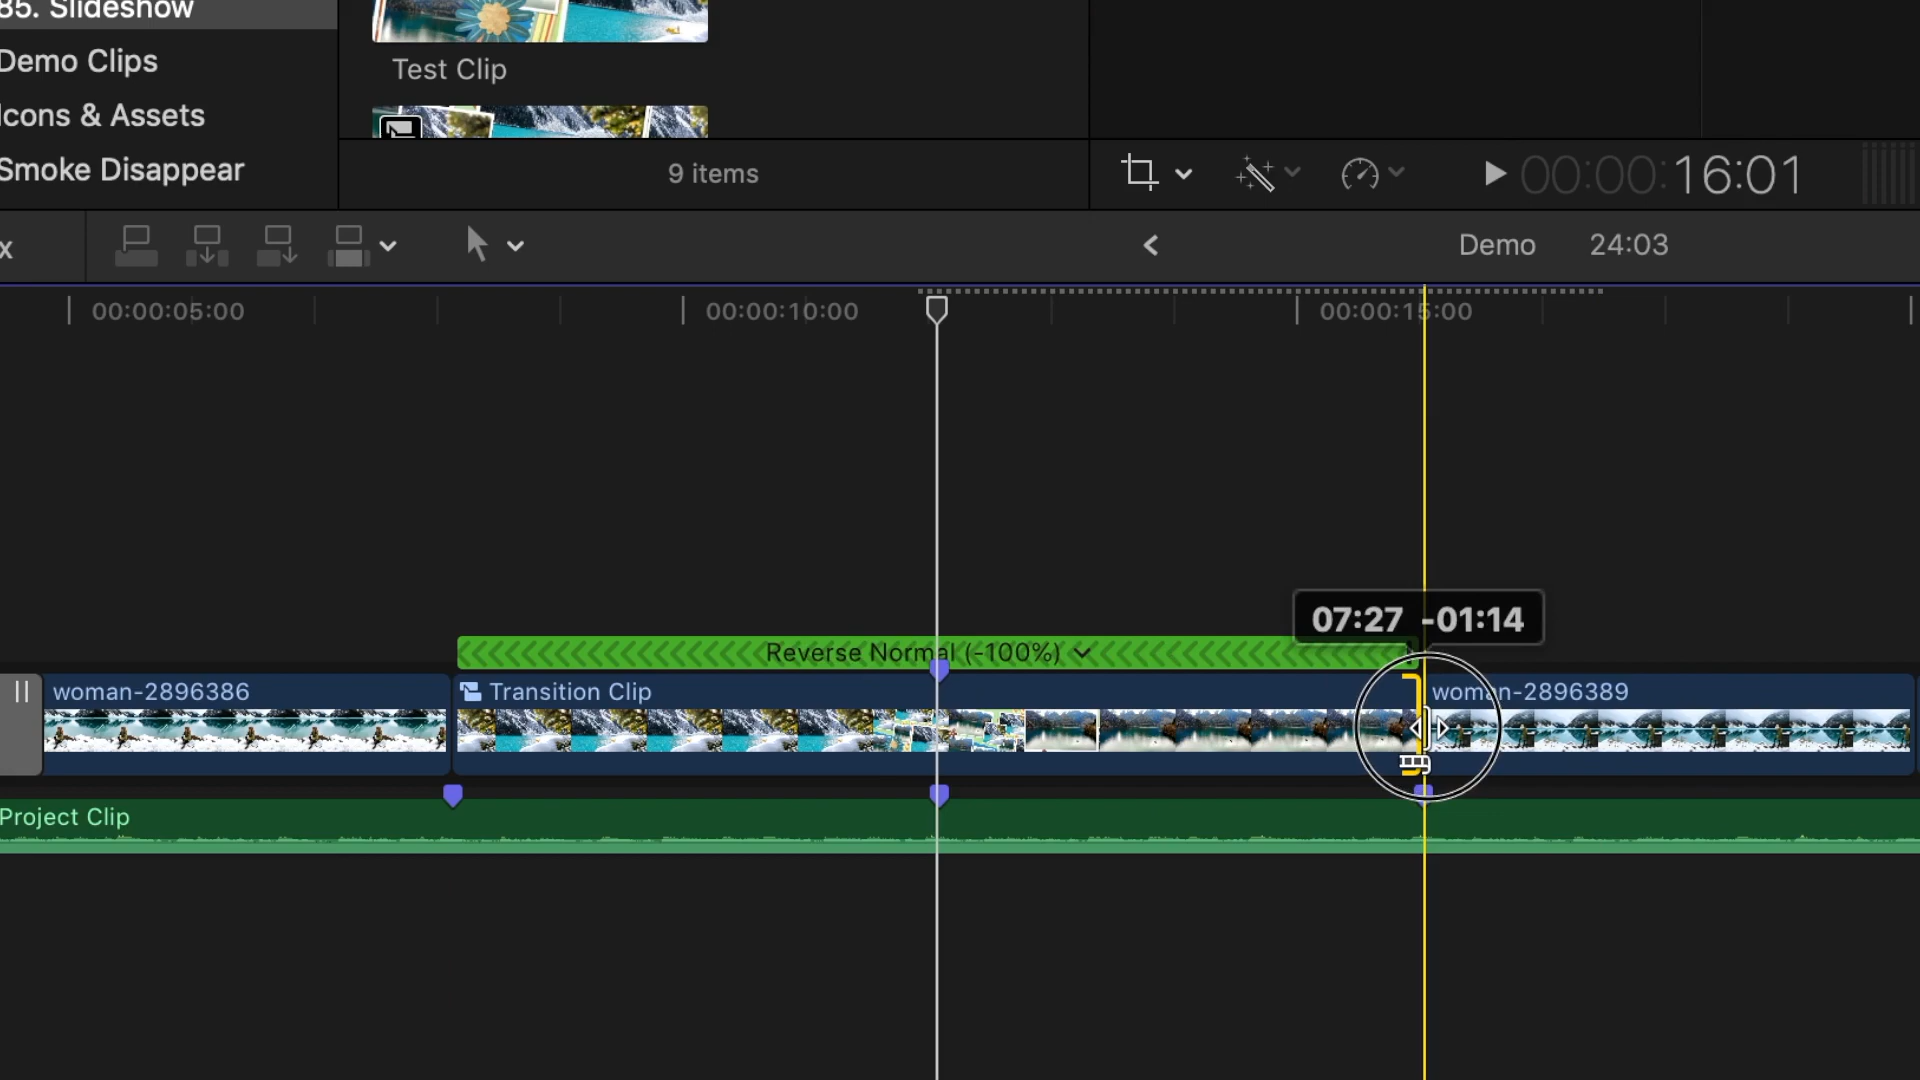 85. Slideshow
Demo Clips
Icons & Assets
Smoke Disappear
Test Clip
9 items
00:00:16:01
x
Demo 24:03
00:00:05:00 00:00:10:00 00:00:15:00
07:27 -01:14
Reverse Normal (-100%)
woman-2896386
Transition Clip
woman-2896389
Project Clip